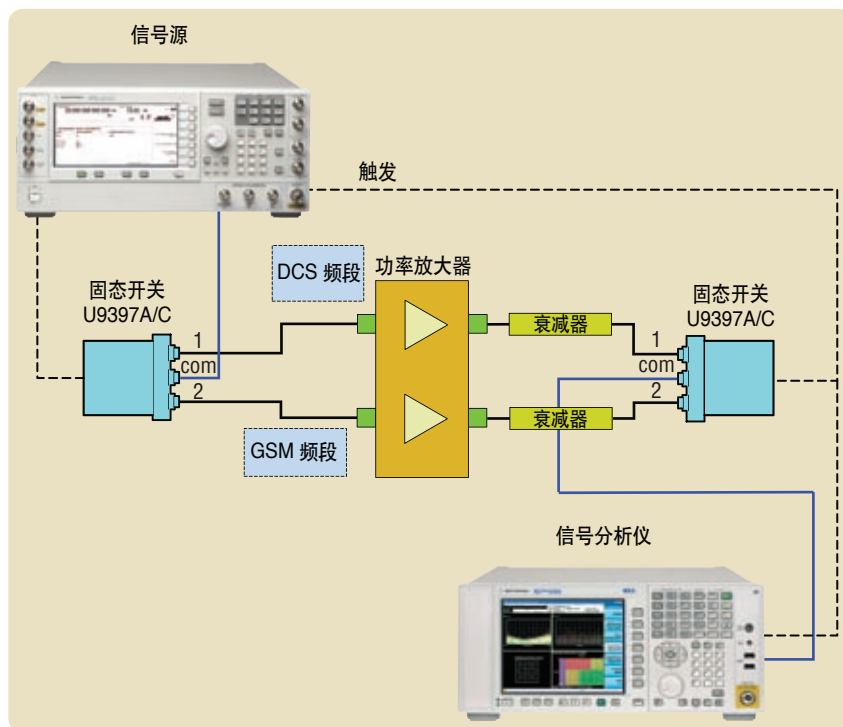 信号源
触发
DCS 频段
功率放大器
固态开关
U9397A/C
固态开关
U9397A/C
衰减器
1
com
2
1
com
2
衰减器
GSM 频段
信号分析仪